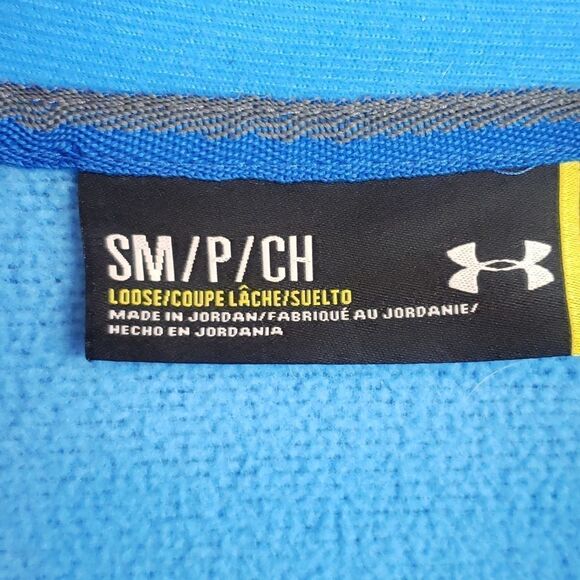 SM/P/CH
LOOSE/COUPE LÂCHE/SUELTO
MADE IN JORDAN/FABRIQUÉ AU JORDANIE/
HECHO EN JORDANIA